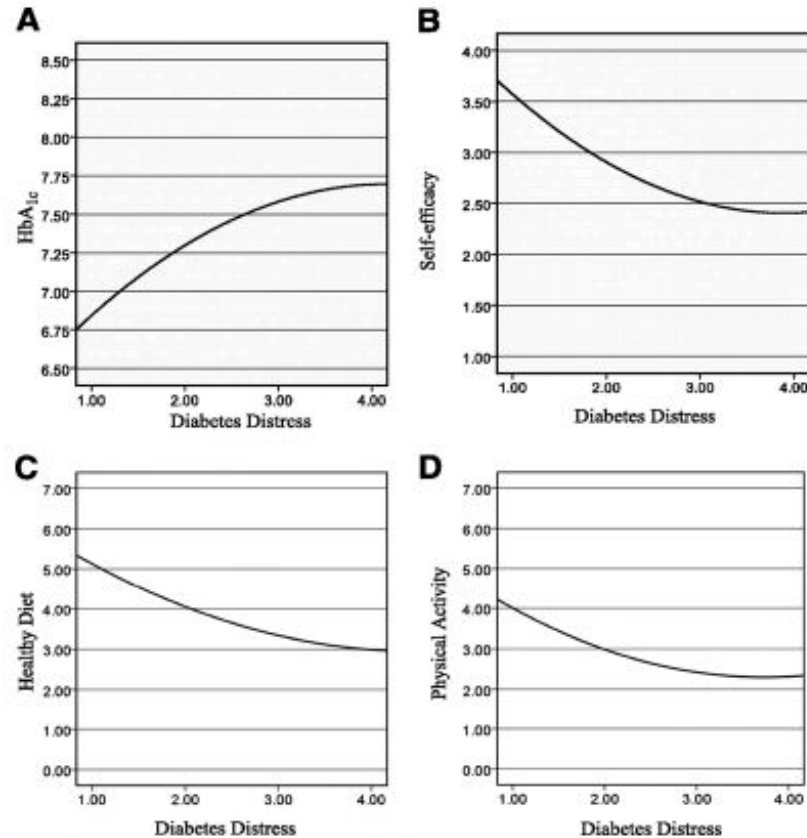 A
8.50
8.25
8.00
7.75
7.50
7.25
7.00
6.75
6.50
HbA1c
1.00 2.00 3.00 4.00
Diabetes Distress
B
4.00
3.50
3.00
2.50
2.00
1.50
1.00
Self-efficacy
1.00 2.00 3.00 4.00
Diabetes Distress
C
7.00
6.00
5.00
4.00
3.00
2.00
1.00
0.00
Healthy Diet
1.00 2.00 3.00 4.00
Diabetes Distress
D
7.00
6.00
5.00
4.00
3.00
2.00
1.00
0.00
Physical Activity
1.00 2.00 3.00 4.00
Diabetes Distress